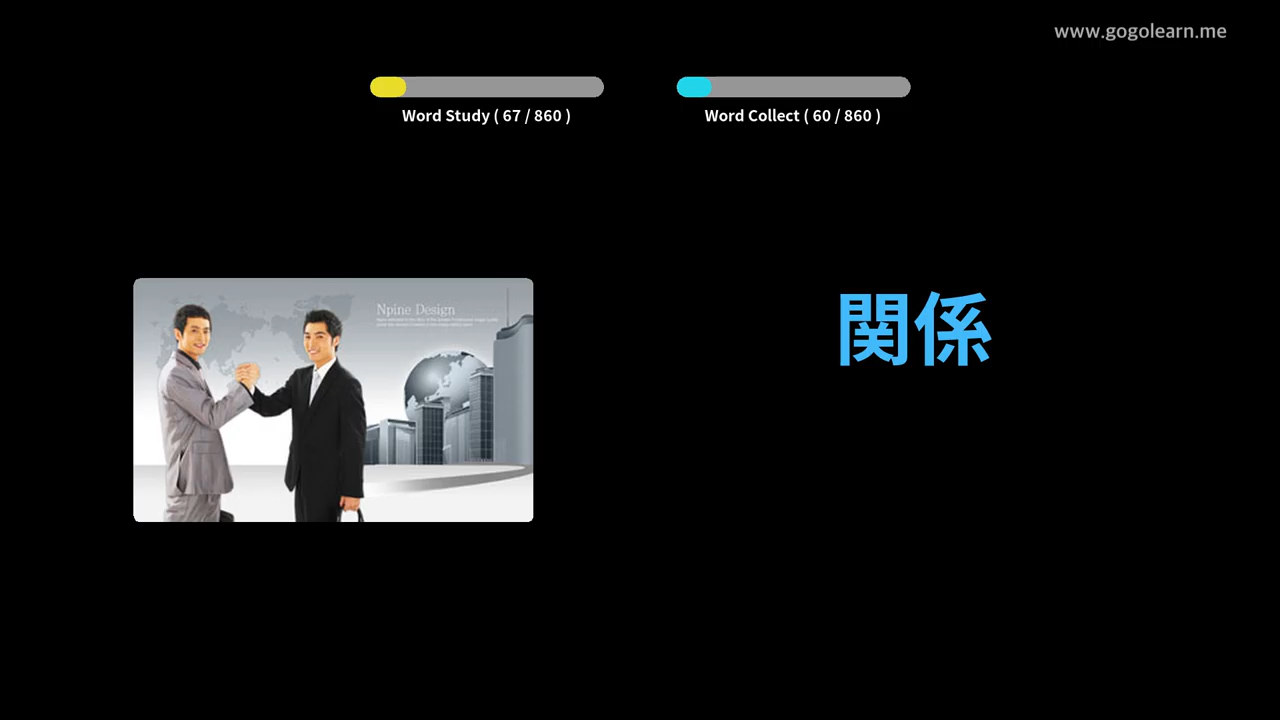 www.gogolearn.me
Word Study ( 67 / 860 )
Word Collect ( 60 / 860 )
Npine Design
関係